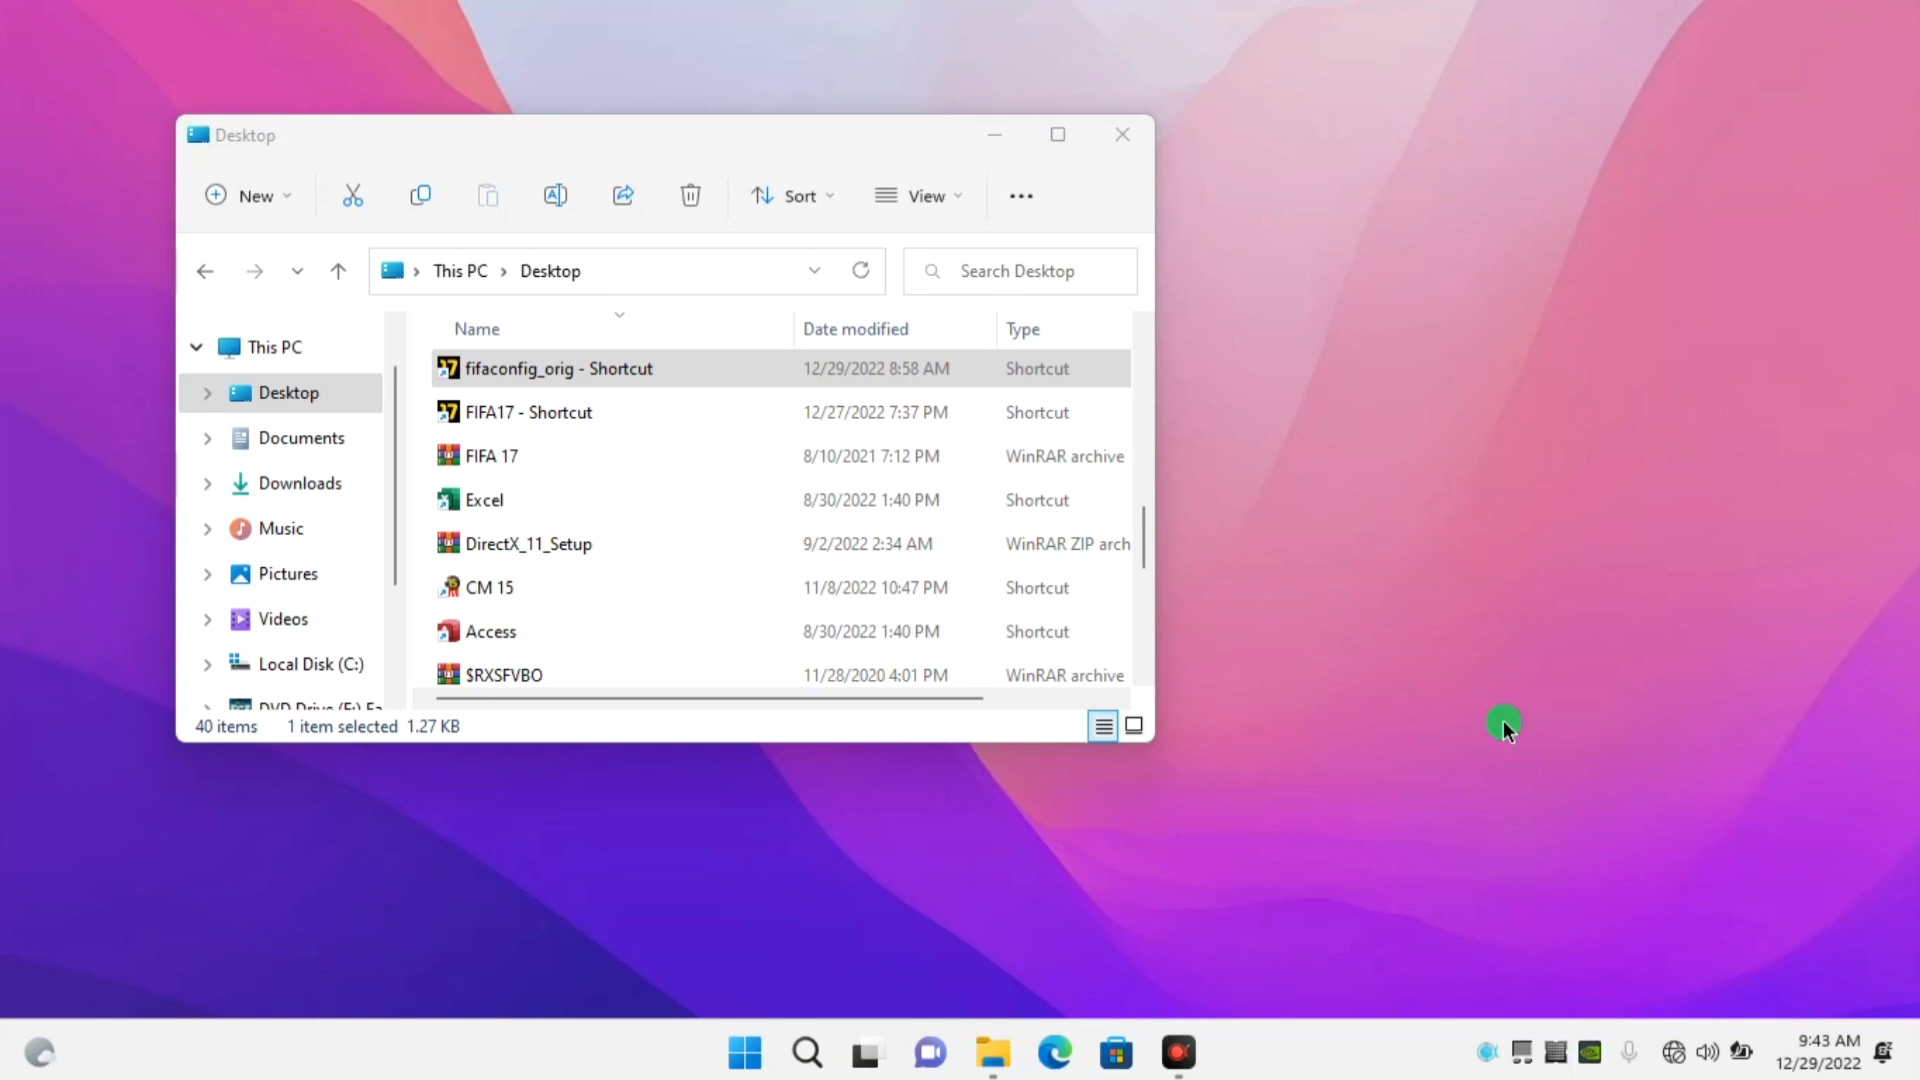 Desktop
New
Sort
View
This PC
Desktop
Search Desktop
Name
Date modified
Type
This PC
Desktop
Documents
Downloads
Music
Pictures
Videos
Local Disk (C:)
fifaconfig_orig - Shortcut 12/29/2022 8:58 AM Shortcut
FIFA17 - Shortcut 12/27/2022 7:37 PM Shortcut
FIFA 17 8/10/2021 7:12 PM WinRAR archive
Excel 8/30/2022 1:40 PM Shortcut
DirectX_11_Setup 9/2/2022 2:34 AM WinRAR ZIP arch
CM 15 11/8/2022 10:47 PM Shortcut
Access 8/30/2022 1:40 PM Shortcut
$RXSFVBO 11/28/2020 4:01 PM WinRAR archive
40 items 1 item selected 1.27 KB
9:43 AM
12/29/2022